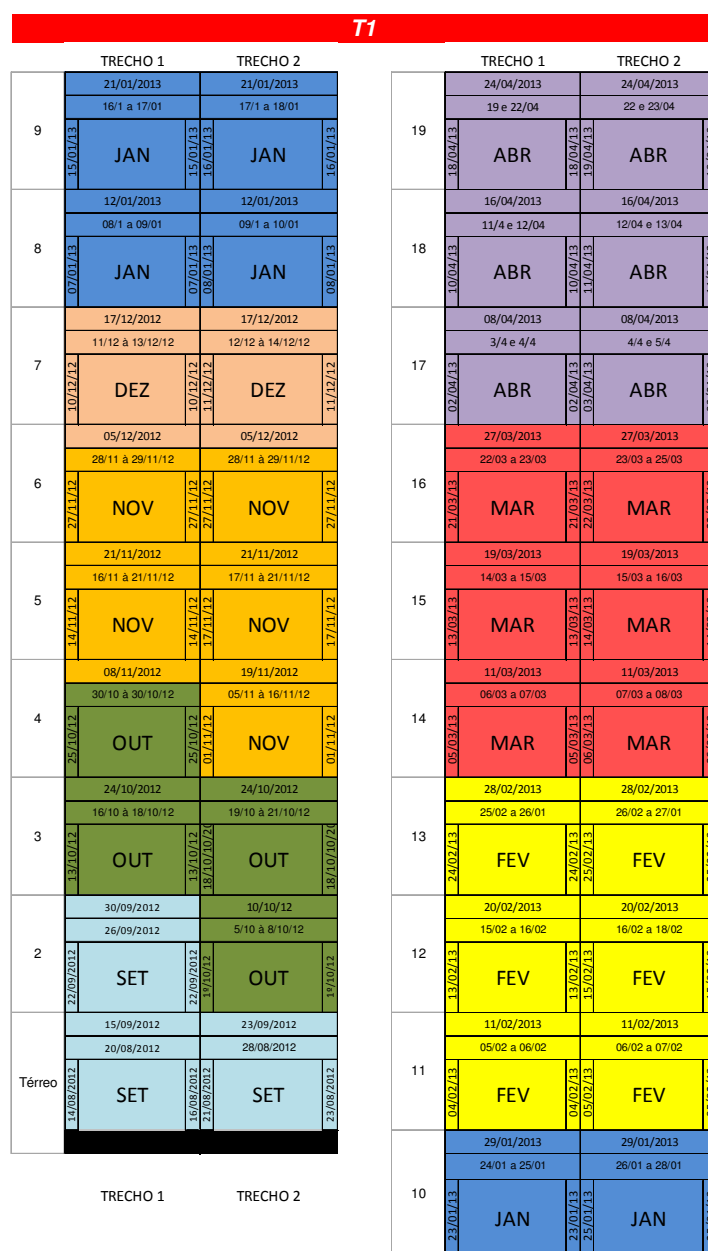 T1
TRECHO 1 TRECHO 2
21/01/2013 21/01/2013
16/1 a 17/01 17/1 a 18/01
9 15/01/13 JAN 15/01/13 16/01/13 JAN 16/01/13
12/01/2013 12/01/2013
08/1 a 09/01 09/1 a 10/01
8 07/01/13 JAN 07/01/13 08/01/13 JAN 08/01/13
17/12/2012 17/12/2012
11/12 à 13/12/12 12/12 à 14/12/12
7 10/12/12 DEZ 10/12/12 11/12/12 DEZ 11/12/12
05/12/2012 05/12/2012
28/11 à 29/11/12 28/11 à 29/11/12
6 27/11/12 NOV 27/11/12 27/11/12 NOV 27/11/12
21/11/2012 21/11/2012
16/11 à 21/11/12 17/11 à 21/11/12
5 14/11/12 NOV 14/11/12 17/11/12 NOV 17/11/12
08/11/2012 19/11/2012
30/10 à 30/10/12 05/11 à 16/11/12
4 25/10/12 OUT 25/10/12 01/11/12 NOV 01/11/12
24/10/2012 24/10/2012
16/10 à 18/10/12 19/10 à 21/10/12
3 13/10/12 OUT 13/10/12 18/10/10/20 OUT 18/10/10/20
30/09/2012 10/10/12
26/09/2012 5/10 à 8/10/12
2 22/09/2012 SET 22/09/2012 1º/10/12 OUT 1º/10/12
15/09/2012 23/09/2012
20/08/2012 28/08/2012
Térreo 14/08/2012 SET 16/08/2012 21/08/2012 SET 23/08/2012
TRECHO 1 TRECHO 2
TRECHO 1 TRECHO 2
24/04/2013 24/04/2013
19 e 22/04 22 e 23/04
19 18/04/13 ABR 18/04/13 19/04/13 ABR
16/04/2013 16/04/2013
11/4 e 12/04 12/04 e 13/04
18 10/04/13 ABR 10/04/13 11/04/13 ABR
08/04/2013 08/04/2013
3/4 e 4/4 4/4 e 5/4
17 02/04/13 ABR 02/04/13 03/04/13 ABR
27/03/2013 27/03/2013
22/03 a 23/03 23/03 a 25/03
16 21/03/13 MAR 21/03/13 22/03/13 MAR
19/03/2013 19/03/2013
14/03 a 15/03 15/03 a 16/03
15 13/03/13 MAR 13/03/13 14/03/13 MAR
11/03/2013 11/03/2013
06/03 a 07/03 07/03 a 08/03
14 05/03/13 MAR 05/03/13 06/03/13 MAR
28/02/2013 28/02/2013
25/02 a 26/01 26/02 a 27/01
13 24/02/13 FEV 24/02/13 25/02/13 FEV
20/02/2013 20/02/2013
15/02 a 16/02 16/02 a 18/02
12 13/02/13 FEV 13/02/13 15/02/13 FEV
11/02/2013 11/02/2013
05/02 a 06/02 06/02 a 07/02
11 04/02/13 FEV 04/02/13 05/02/13 FEV
29/01/2013 29/01/2013
24/01 a 25/01 26/01 a 28/01
10 23/01/13 JAN 23/01/13 25/01/13 JAN